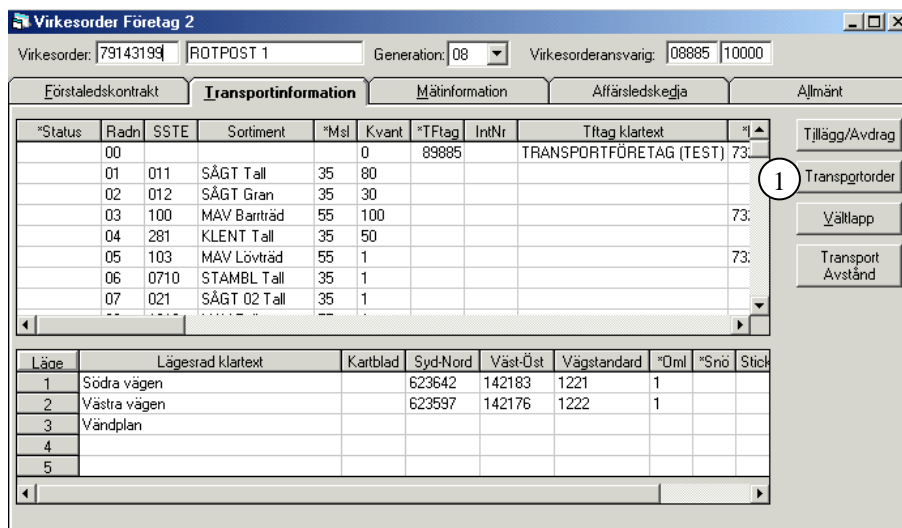 Virkesorder Företag 2
Virkesorder: 79143199 ROTPOST 1 Generation: 08 Virkesorderansvarig: 08885 10000
Förstaledskontrakt Transportinformation Mätinformation Affärsledskedja Allmänt
*Status Radn SSTE Sortiment *Msl Kvant *TFtag IntNr Tftag klartext
00 0 89885 TRANSPORTFÖRETAG (TEST) 732
01 011 SÅGT Tall 35 80
02 012 SÅGT Gran 35 30
03 100 MAV Barrträd 55 100 73
04 281 KLENT Tall 35 50
05 103 MAV Lövträd 55 1 73
06 0710 STAMBL Tall 35 1
07 021 SÅGT 02 Tall 35 1
Tillägg/Avdrag
1 Transportorder
Vältlapp
Transport
Avstånd
Läge Lägesrad klartext Kartblad Syd-Nord Väst-Öst Vägstandard *Oml *Snö Stick
1 Södra vägen 623642 142183 1221 1
2 Västra vägen 623597 142176 1222 1
3 Vändplan
4
5